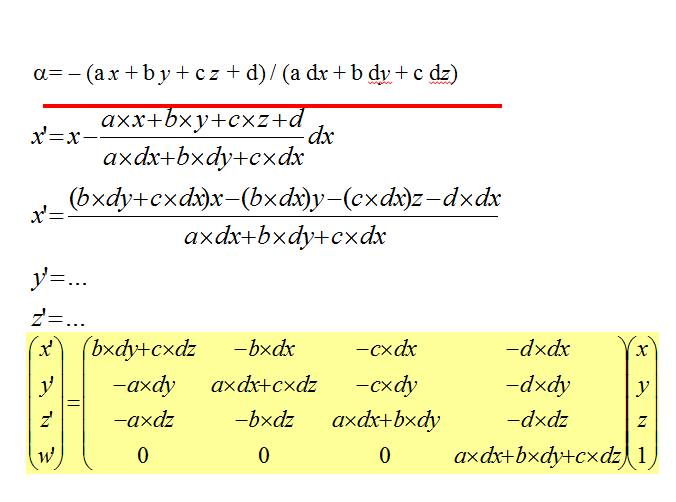 α= – (a x + b y + c z + d) / (a dx + b dy + c dz)
x'=x−(a×x+b×y+c×z+d)/(a×dx+b×dy+c×dx) dx
x'=((b×dy+c×dx)x−(b×dx)y−(c×dx)z−d×dx)/(a×dx+b×dy+c×dx)
y'=...
z'=...
(x') (b×dy+c×dz −b×dx −c×dx −d×dx)(x)
(y') (−a×dy a×dx+c×dz −c×dy −d×dy)(y)
(z') = (−a×dz −b×dz a×dx+b×dy −d×dz)(z)
(w') (0 0 0 a×dx+b×dy+c×dz)(1)